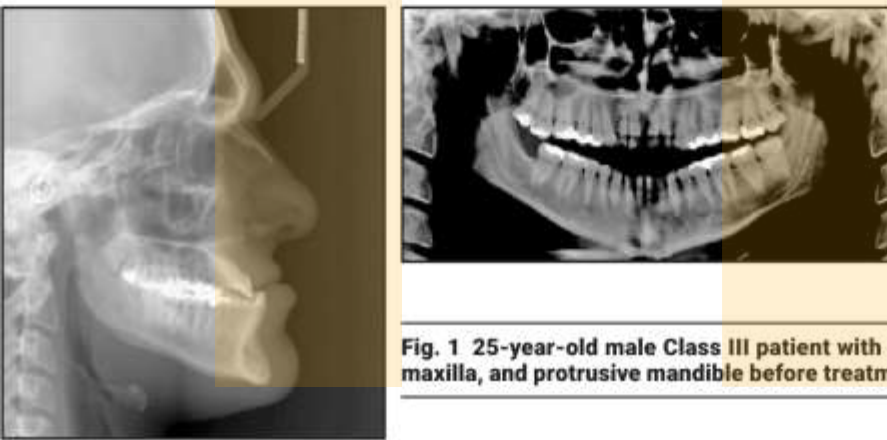 Fig. 1 25-year-old male Class III patient with
maxilla, and protrusive mandible before treatm